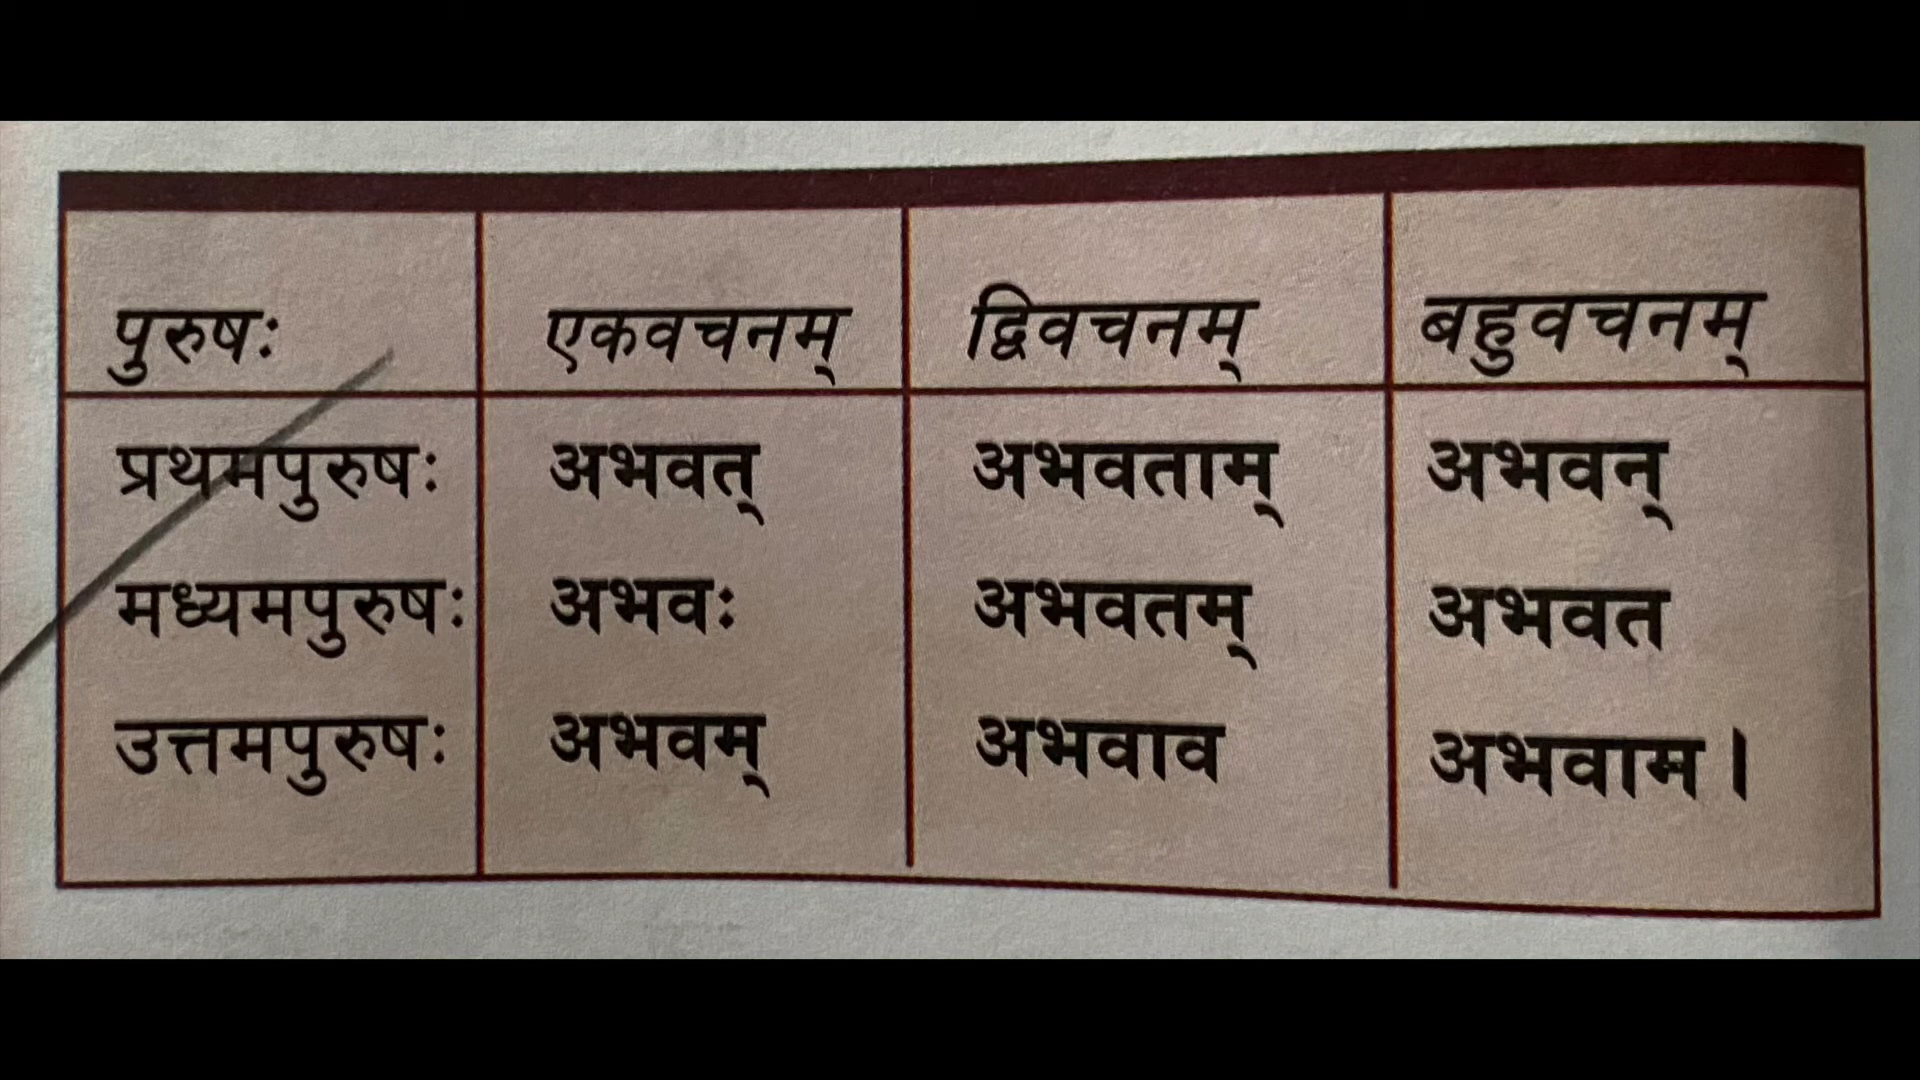 पुरुषः एकवचनम् द्विवचनम् बहुवचनम्
प्रथमपुरुषः अभवत् अभवताम् अभवन्
मध्यमपुरुषः अभवः अभवतम् अभवत
उत्तमपुरुषः अभवम् अभवाव अभवाम।